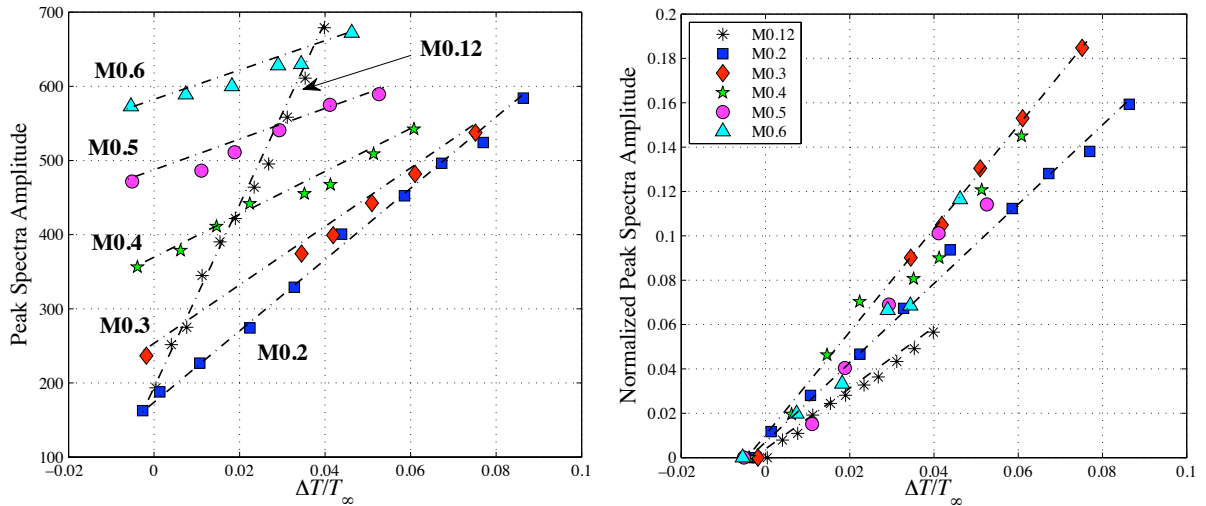 700
600
500
400
300
200
100
−0.02
0
0.02
0.04
0.06
0.08
0.1
Peak Spectra Amplitude
ΔT/T∞
M0.6
M0.12
M0.5
M0.4
M0.3
M0.2
0.2
0.18
0.16
0.14
0.12
0.1
0.08
0.06
0.04
0.02
0
−0.02
0
0.02
0.04
0.06
0.08
0.1
Normalized Peak Spectra Amplitude
ΔT/T∞
M0.12
M0.2
M0.3
M0.4
M0.5
M0.6